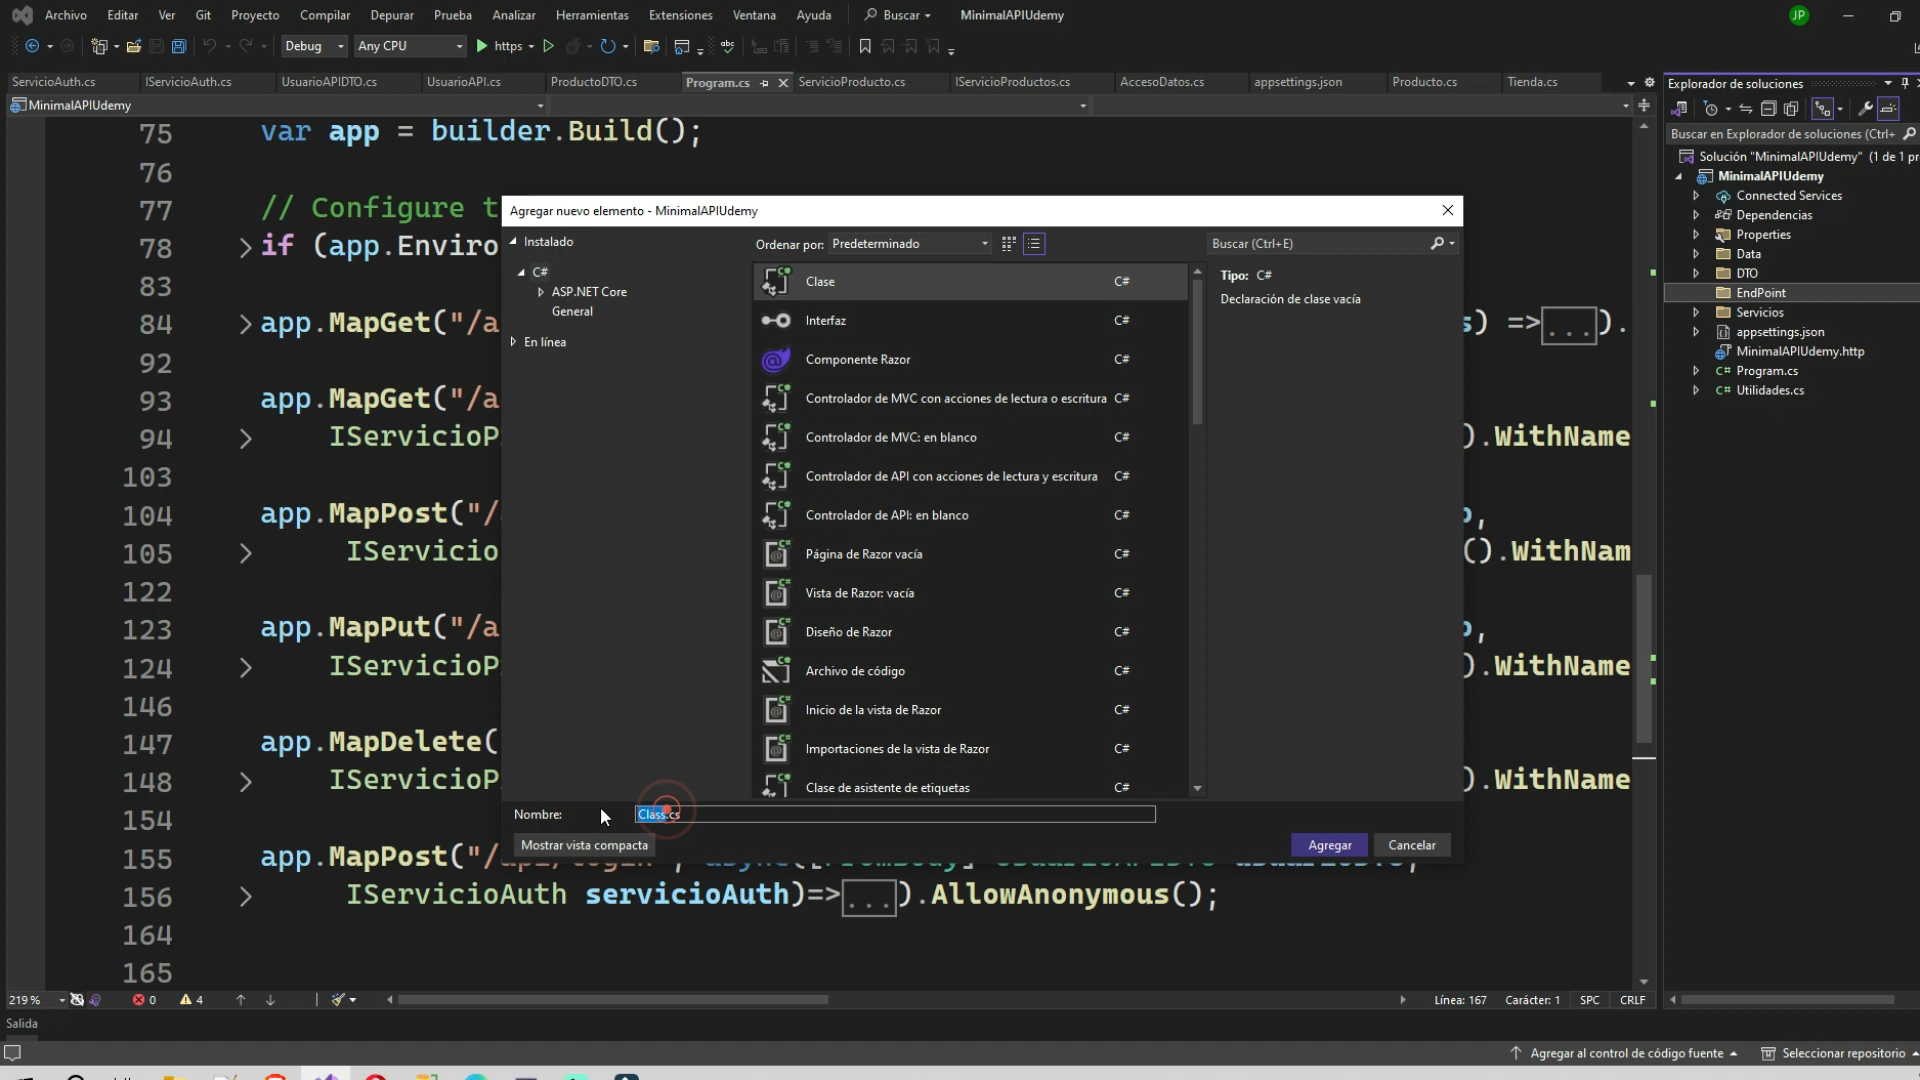 Archivo Editar Ver Git Proyecto Compilar Depurar Prueba Analizar Herramientas Extensiones Ventana Ayuda Buscar MinimalAPIUdemy JP
Debug Any CPU https
ServicioAuth.cs IServicioAuth.cs UsuarioAPIDTO.cs UsuarioAPI.cs ProductoDTO.cs Program.cs ServicioProducto.cs IServicioProductos.cs AccesoDatos.cs appsettings.json Producto.cs Tienda.cs
MinimalAPIUdemy
75 var app = builder.Build();
76
77 // Configure t
78 if (app.Enviro
83
84 app.MapGet("/a s) =>...).
92
93 app.MapGet("/a
94 IServicioP ).WithName
103
104 app.MapPost("/ p,
105 IServicio ().WithNam
122
123 app.MapPut("/a p,
124 IServicioP ).WithName
146
147 app.MapDelete(
148 IServicioP ).WithName
154
155 app.MapPost("/
156 IServicioAuth servicioAuth)=>...).AllowAnonymous();
164
165
Agregar nuevo elemento - MinimalAPIUdemy
Instalado
C#
ASP.NET Core
General
En línea
Ordenar por: Predeterminado
Clase C#
Interfaz C#
Componente Razor C#
Controlador de MVC con acciones de lectura o escritura C#
Controlador de MVC: en blanco C#
Controlador de API con acciones de lectura y escritura C#
Controlador de API: en blanco C#
Página de Razor vacía C#
Vista de Razor: vacía C#
Diseño de Razor C#
Archivo de código C#
Inicio de la vista de Razor C#
Importaciones de la vista de Razor C#
Clase de asistente de etiquetas C#
Buscar (Ctrl+E)
Tipo: C#
Declaración de clase vacía
Nombre: Class.cs
Mostrar vista compacta Agregar Cancelar
Explorador de soluciones
Buscar en Explorador de soluciones (Ctrl+
Solución "MinimalAPIUdemy" (1 de 1 pr
MinimalAPIUdemy
Connected Services
Dependencias
Properties
Data
DTO
EndPoint
Servicios
appsettings.json
MinimalAPIUdemy.http
C# Program.cs
C# Utilidades.cs
219 % 0 4 Línea: 167 Carácter: 1 SPC CRLF
Salida
Agregar al control de código fuente Seleccionar repositorio